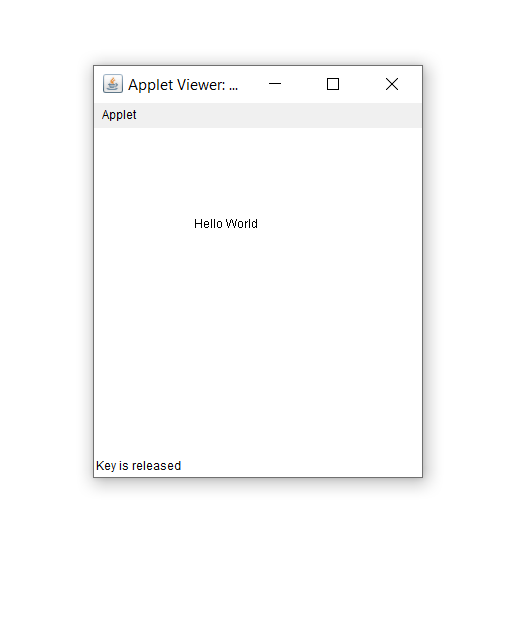 Applet Viewer: ...
Applet
Hello World
Key is released